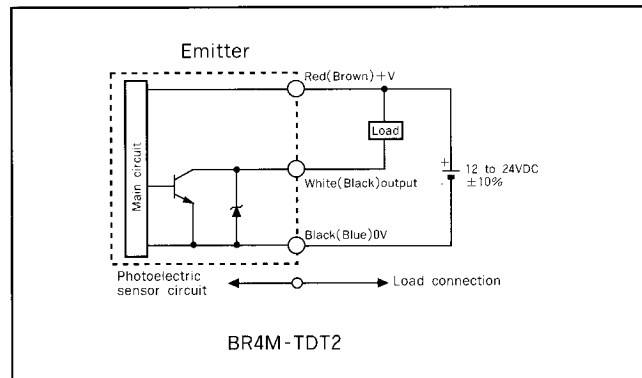 Emitter
Red(Brown)+V
Main circuit
Load
+
12 to 24VDC
±10%
White(Black)output
Black(Blue)0V
Photoelectric
sensor circuit
Load connection
BR4M-TDT2